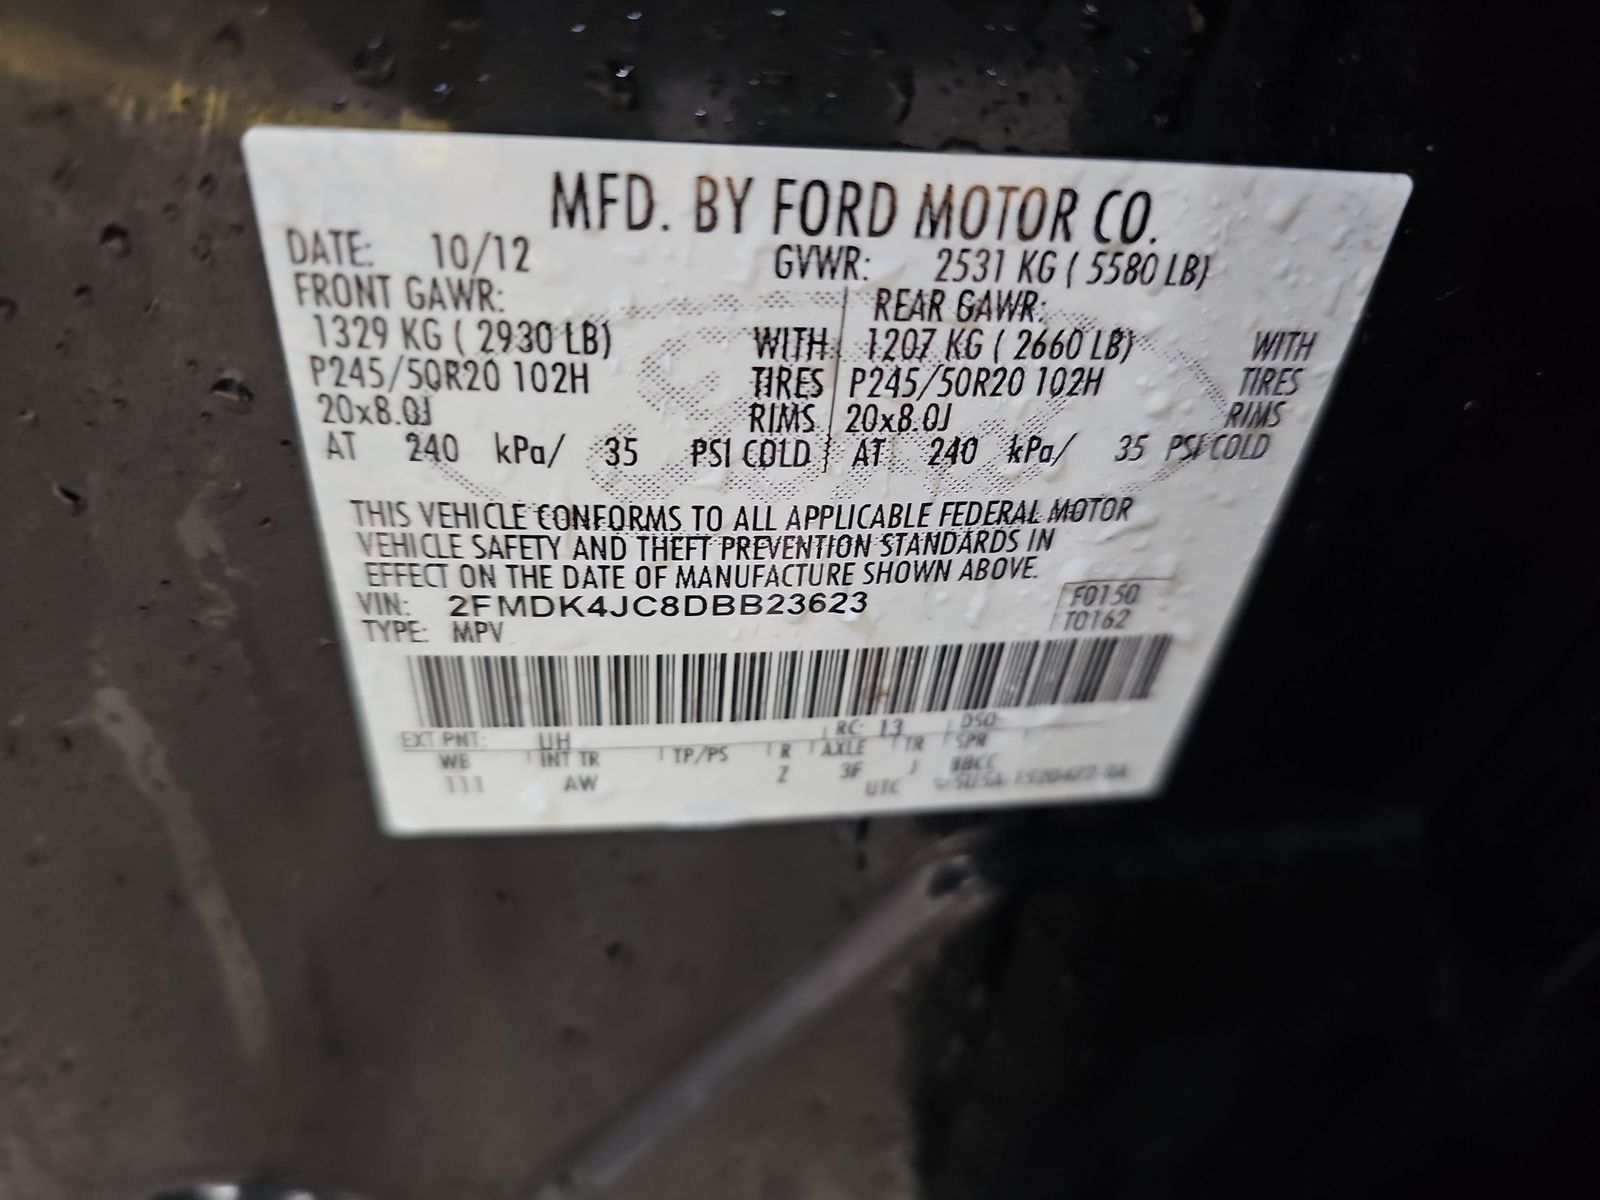 MFD. BY FORD MOTOR CO.
DATE: 10/12 GVWR: 2531 KG ( 5580 LB)
FRONT GAWR: REAR GAWR:
1329 KG ( 2930 LB) WITH 1207 KG ( 2660 LB) WITH
P245/50R20 102H TIRES P245/50R20 102H TIRES
20x8.0J RIMS 20x8.0J RIMS
AT 240 kPa/ 35 PSI COLD AT 240 kPa/ 35 PSI COLD
THIS VEHICLE CONFORMS TO ALL APPLICABLE FEDERAL MOTOR
VEHICLE SAFETY AND THEFT PREVENTION STANDARDS IN
EFFECT ON THE DATE OF MANUFACTURE SHOWN ABOVE.
VIN: 2FMDK4JC8DBB23623 F0150
TYPE: MPV T0162
EXT PNT: UH RC: 13 DSO:
WB INT TR TP/PS R AXLE TR SPR
111 AW Z 3F J BBCC
UTC